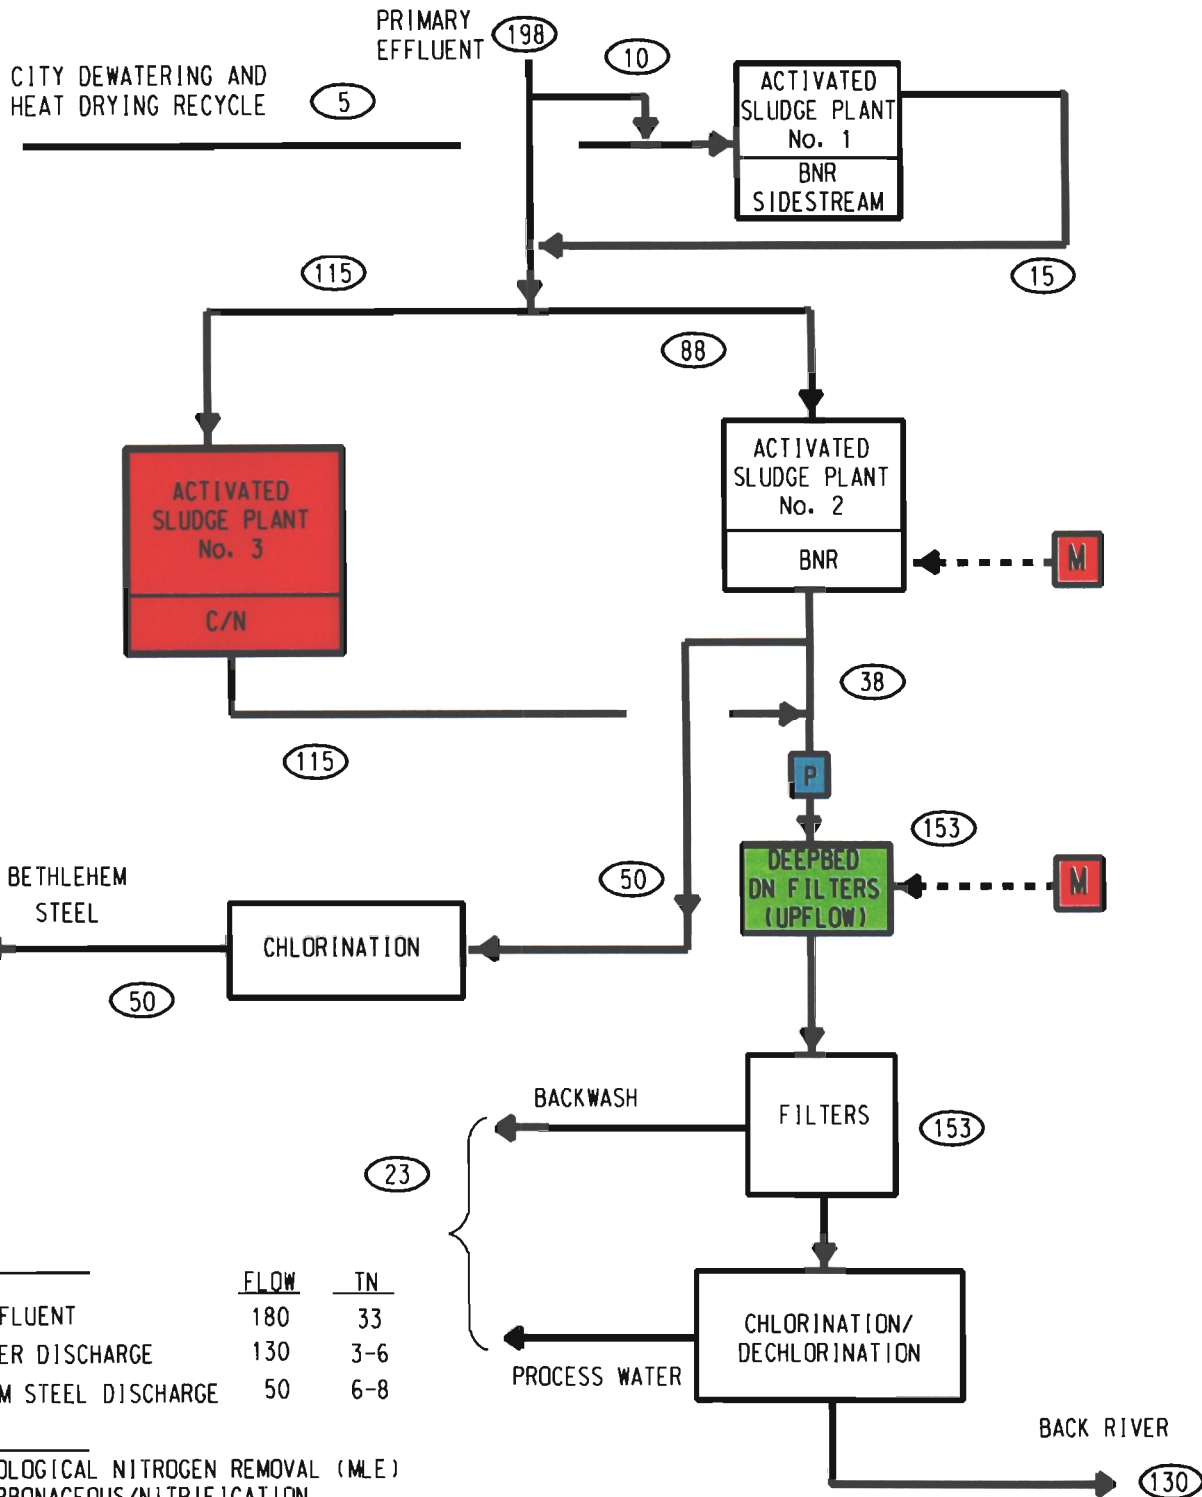 PRIMARY
EFFLUENT
198
10
CITY DEWATERING AND
HEAT DRYING RECYCLE
5
ACTIVATED
SLUDGE PLANT
No. 1
BNR
SIDESTREAM
15
115
88
ACTIVATED
SLUDGE PLANT
No. 3
C/N
ACTIVATED
SLUDGE PLANT
No. 2
BNR
M
38
115
P
153
DEEPBED
DN FILTERS
(UPFLOW)
M
BETHLEHEM
STEEL
50
CHLORINATION
50
BACKWASH
FILTERS
153
23
FLOW TN
FLUENT 180 33
ER DISCHARGE 130 3-6
M STEEL DISCHARGE 50 6-8
CHLORINATION/
DECHLORINATION
PROCESS WATER
BACK RIVER
130
OLOGICAL NITROGEN REMOVAL (MLE)
RBONACEOUS/NITRIFICATION